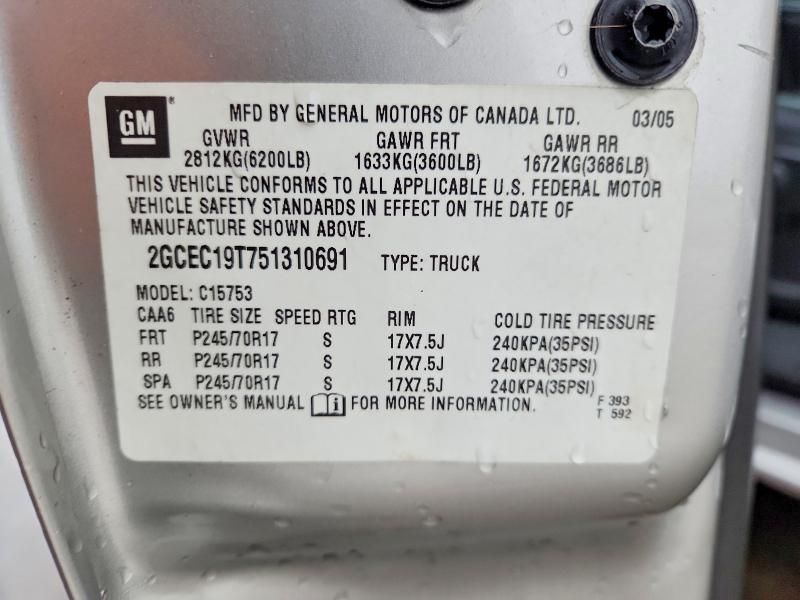 GM® MFD BY GENERAL MOTORS OF CANADA LTD. 03/05
GVWR GAWR FRT GAWR RR
2812KG(6200LB) 1633KG(3600LB) 1672KG(3686LB)
THIS VEHICLE CONFORMS TO ALL APPLICABLE U.S. FEDERAL MOTOR
VEHICLE SAFETY STANDARDS IN EFFECT ON THE DATE OF
MANUFACTURE SHOWN ABOVE.
2GCEC19T751310691 TYPE: TRUCK
MODEL: C15753
CAA6 TIRE SIZE SPEED RTG RIM COLD TIRE PRESSURE
FRT P245/70R17 S 17X7.5J 240KPA(35PSI)
RR P245/70R17 S 17X7.5J 240KPA(35PSI)
SPA P245/70R17 S 17X7.5J 240KPA(35PSI)
SEE OWNER'S MANUAL i FOR MORE INFORMATION. F 393
T 592